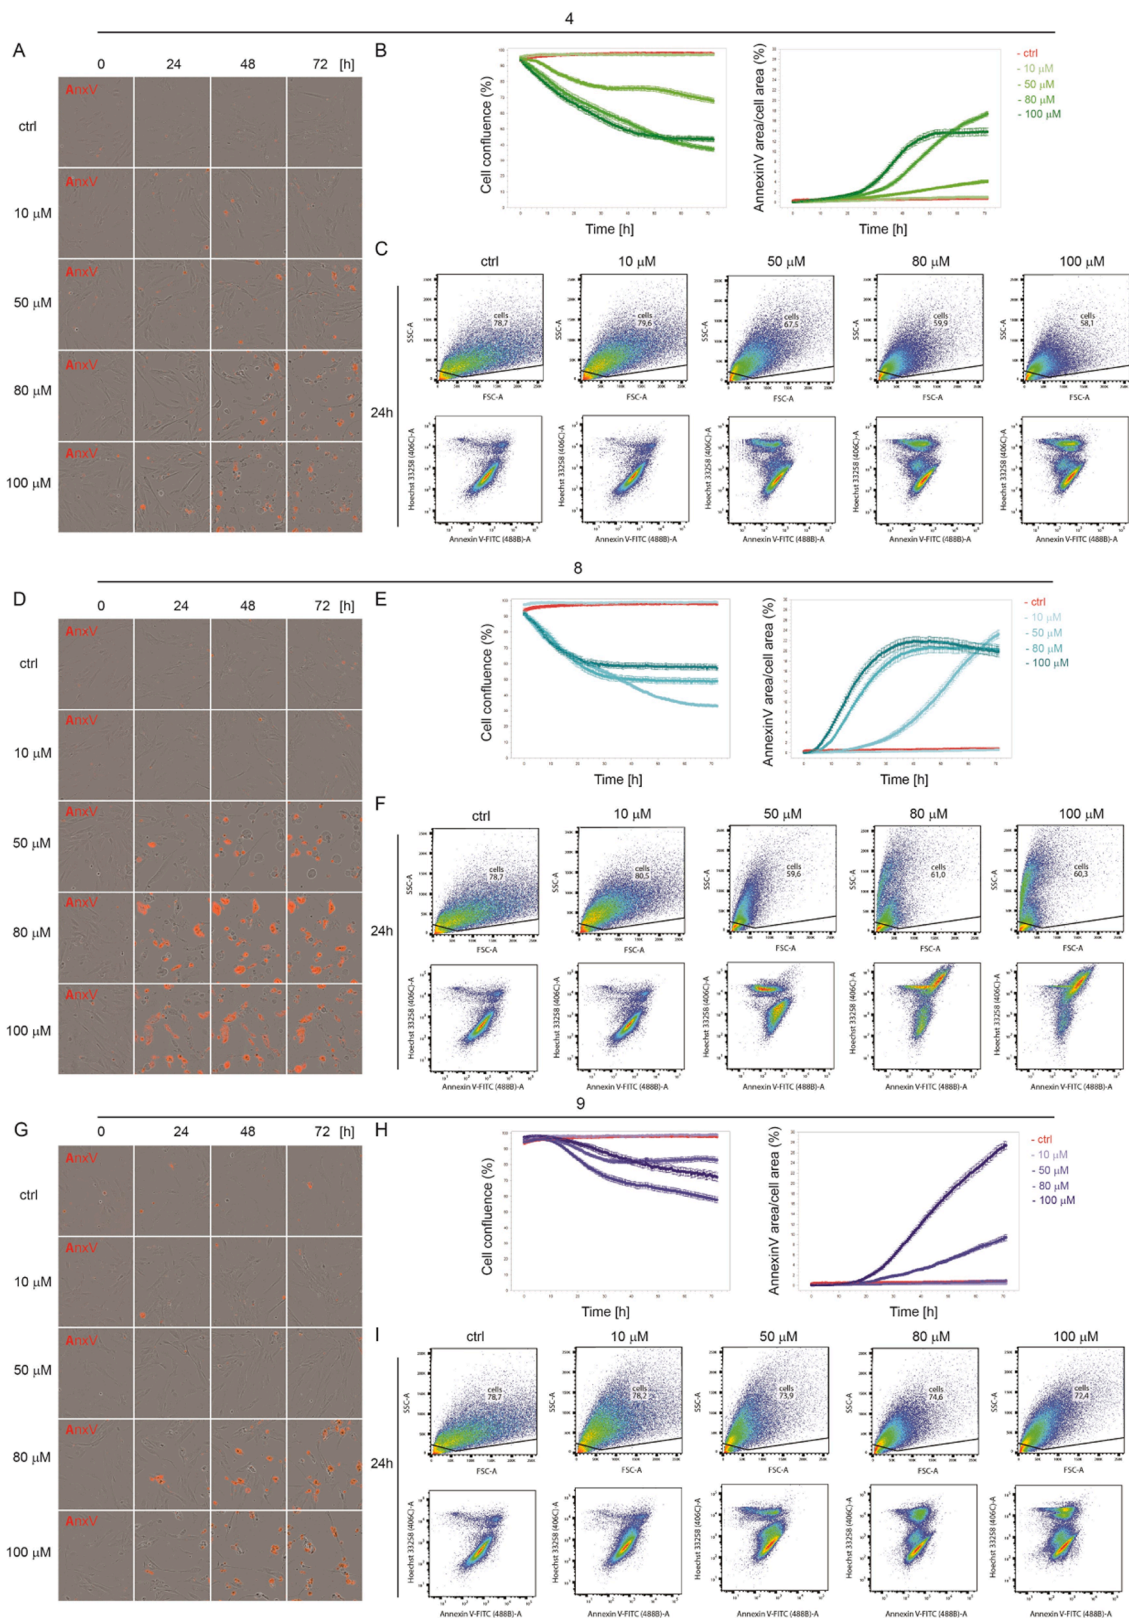 4
A
0 24 48 72 [h]
AnxV
ctrl
AnxV
10 μM
AnxV
50 μM
AnxV
80 μM
AnxV
100 μM
B
Cell confluence (%)
Time [h]
AnnexinV area/cell area (%)
Time [h]
- ctrl
- 10 μM
- 50 μM
- 80 μM
- 100 μM
C
ctrl 10 μM 50 μM 80 μM 100 μM
24h
SSC-A
cells
78,7
cells
79,6
cells
67,5
cells
59,9
cells
58,1
FSC-A
Hoechst 33258 (406C)-A
Annexin V-FITC (488B)-A
8
D
0 24 48 72 [h]
AnxV
ctrl
AnxV
10 μM
AnxV
50 μM
AnxV
80 μM
AnxV
100 μM
E
Cell confluence (%)
Time [h]
AnnexinV area/cell area (%)
Time [h]
- ctrl
- 10 μM
- 50 μM
- 80 μM
- 100 μM
F
ctrl 10 μM 50 μM 80 μM 100 μM
24h
SSC-A
cells
78,7
cells
80,5
cells
59,6
cells
61,0
cells
60,3
FSC-A
Hoechst 33258 (406C)-A
Annexin V-FITC (488B)-A
9
G
0 24 48 72 [h]
AnxV
ctrl
AnxV
10 μM
AnxV
50 μM
AnxV
80 μM
AnxV
100 μM
H
Cell confluence (%)
Time [h]
AnnexinV area/cell area (%)
Time [h]
- ctrl
- 10 μM
- 50 μM
- 80 μM
- 100 μM
I
ctrl 10 μM 50 μM 80 μM 100 μM
24h
SSC-A
cells
78,7
cells
78,2
cells
73,9
cells
74,6
cells
72,4
FSC-A
Hoechst 33258 (406C)-A
Annexin V-FITC (488B)-A